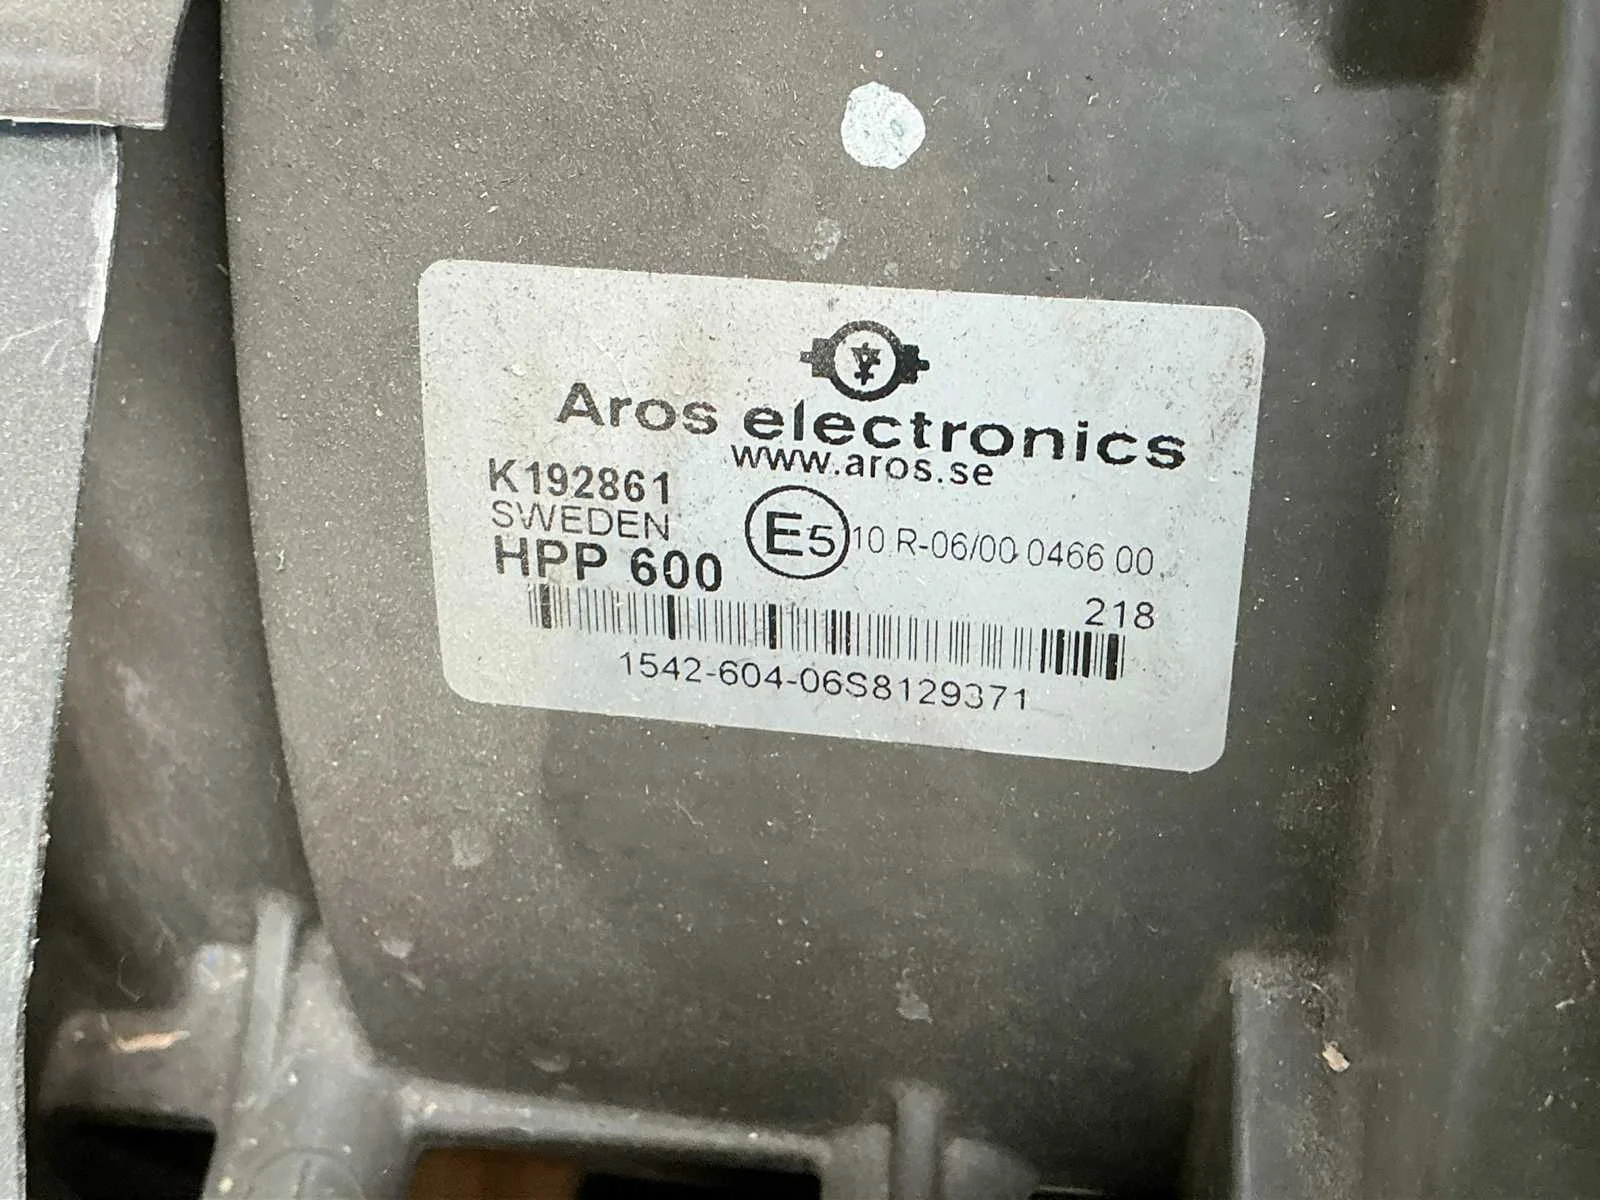 Aros electronics
www.aros.se
K192861
SWEDEN
HPP 600
E5 10 R-06/00 0466 00
218
1542-604-06S8129371